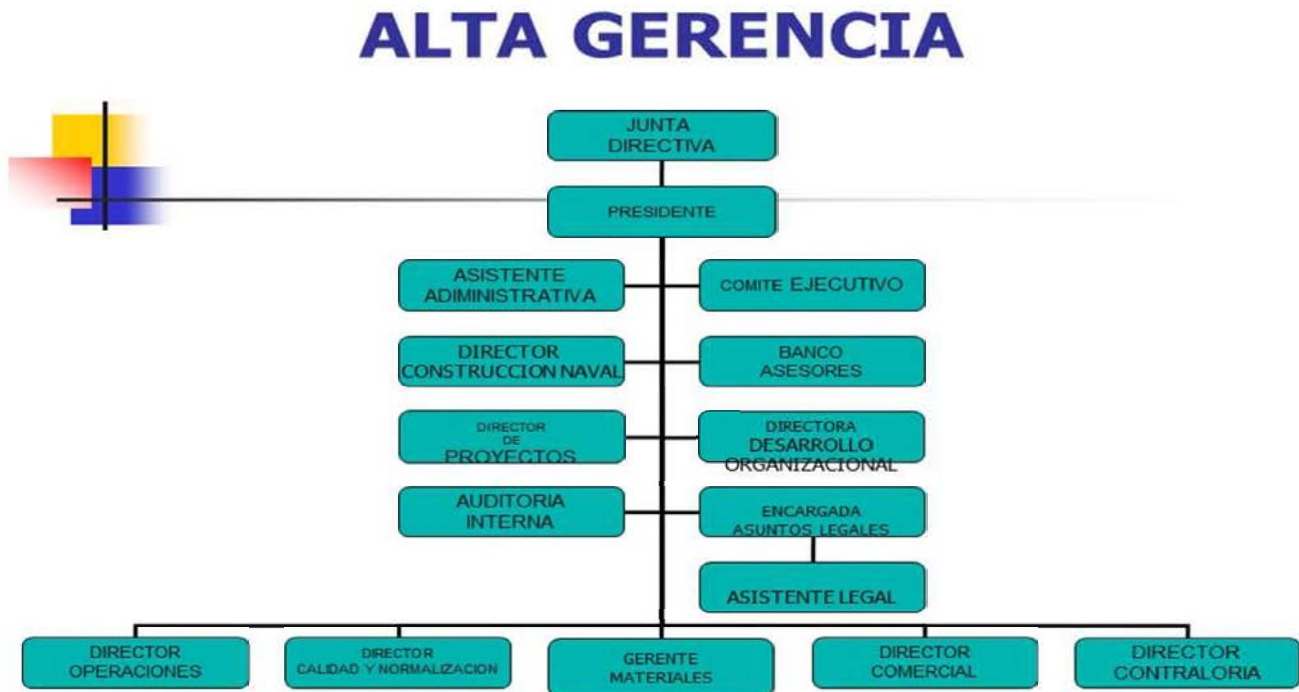 ALTA GERENCIA
JUNTA
DIRECTIVA
PRESIDENTE
ASISTENTE
ADIMINISTRATIVA
COMITE EJECUTIVO
DIRECTOR
CONSTRUCCION NAVAL
BANCO
ASESORES
DIRECTOR
DE
PROYECTOS
DIRECTORA
DESARROLLO
ORGANIZACIONAL
AUDITORIA
INTERNA
ENCARGADA
ASUNTOS LEGALES
ASISTENTE LEGAL
DIRECTOR
OPERACIONES
DIRECTOR
CALIDAD Y NORMALIZACION
GERENTE
MATERIALES
DIRECTOR
COMERCIAL
DIRECTOR
CONTRALORIA